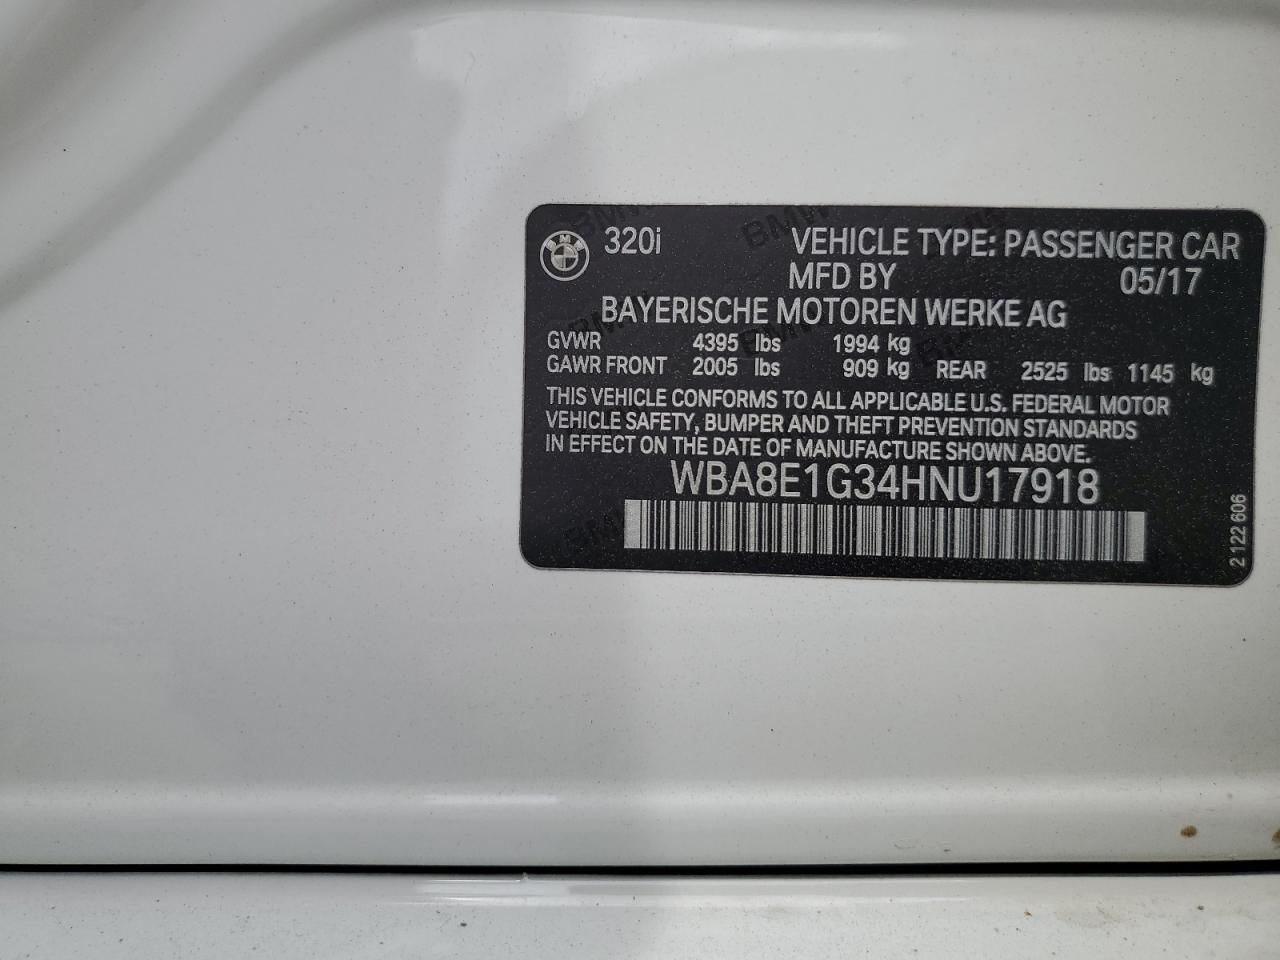 320i VEHICLE TYPE: PASSENGER CAR
MFD BY 05/17
BAYERISCHE MOTOREN WERKE AG
GVWR 4395 lbs 1994 kg
GAWR FRONT 2005 lbs 909 kg REAR 2525 lbs 1145 kg
THIS VEHICLE CONFORMS TO ALL APPLICABLE U.S. FEDERAL MOTOR
VEHICLE SAFETY, BUMPER AND THEFT PREVENTION STANDARDS
IN EFFECT ON THE DATE OF MANUFACTURE SHOWN ABOVE.
WBA8E1G34HNU17918
2 122 606